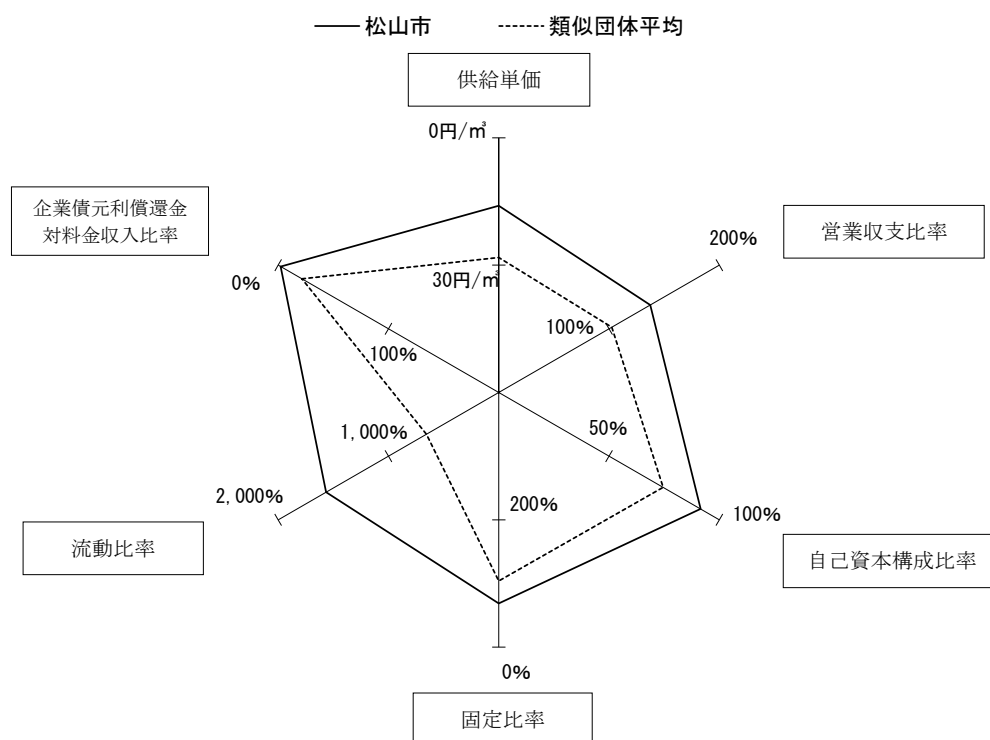 松山市 類似団体平均
供給単価
0円/㎥
企業債元利償還金
対料金収入比率
営業収支比率
200%
0%
30円/㎥
100%
100%
1,000%
50%
2,000%
200%
100%
流動比率
自己資本構成比率
0%
固定比率